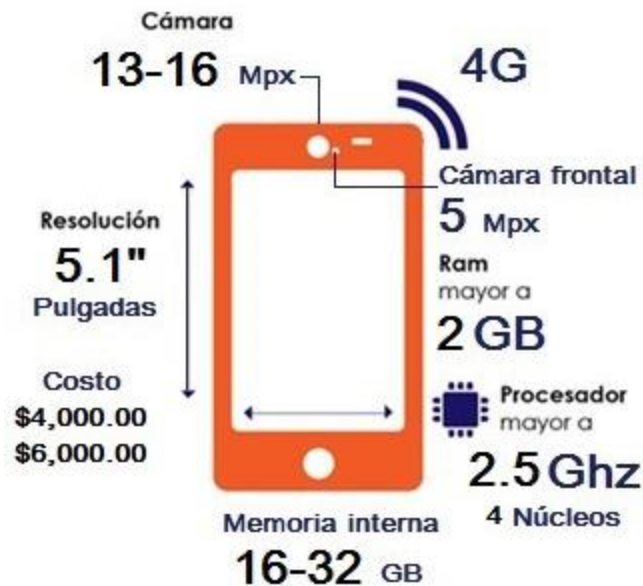 Cámara
13-16 Mpx
4G
Cámara frontal
5 Mpx
Resolución
5.1"
Pulgadas
Ram
mayor a
2 GB
Costo
$4,000.00
$6,000.00
Procesador
mayor a
2.5 Ghz
4 Núcleos
Memoria interna
16-32 GB